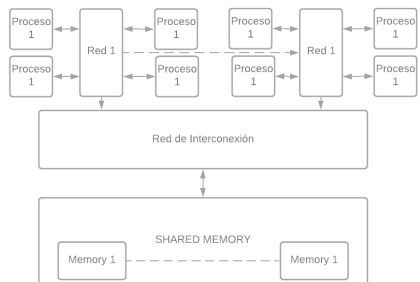 Proceso
1
Red 1
Proceso
1
Proceso
1
Red 1
Proceso
1
Proceso
1
Proceso
1
Proceso
1
Proceso
1
Red de Interconexión
SHARED MEMORY
Memory 1
Memory 1